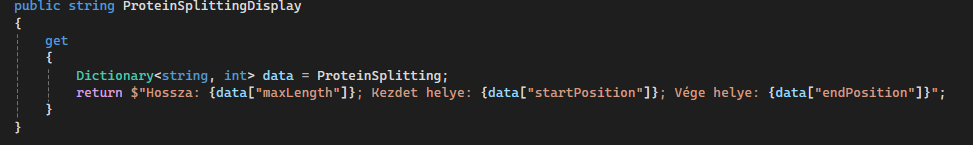 public string ProteinSplittingDisplay
{
get
{
Dictionary<string, int> data = ProteinSplitting;
return $"Hossza: {data["maxLength"]}; Kezdet helye: {data["startPosition"]}; Vége helye: {data["endPosition"]}";
}
}